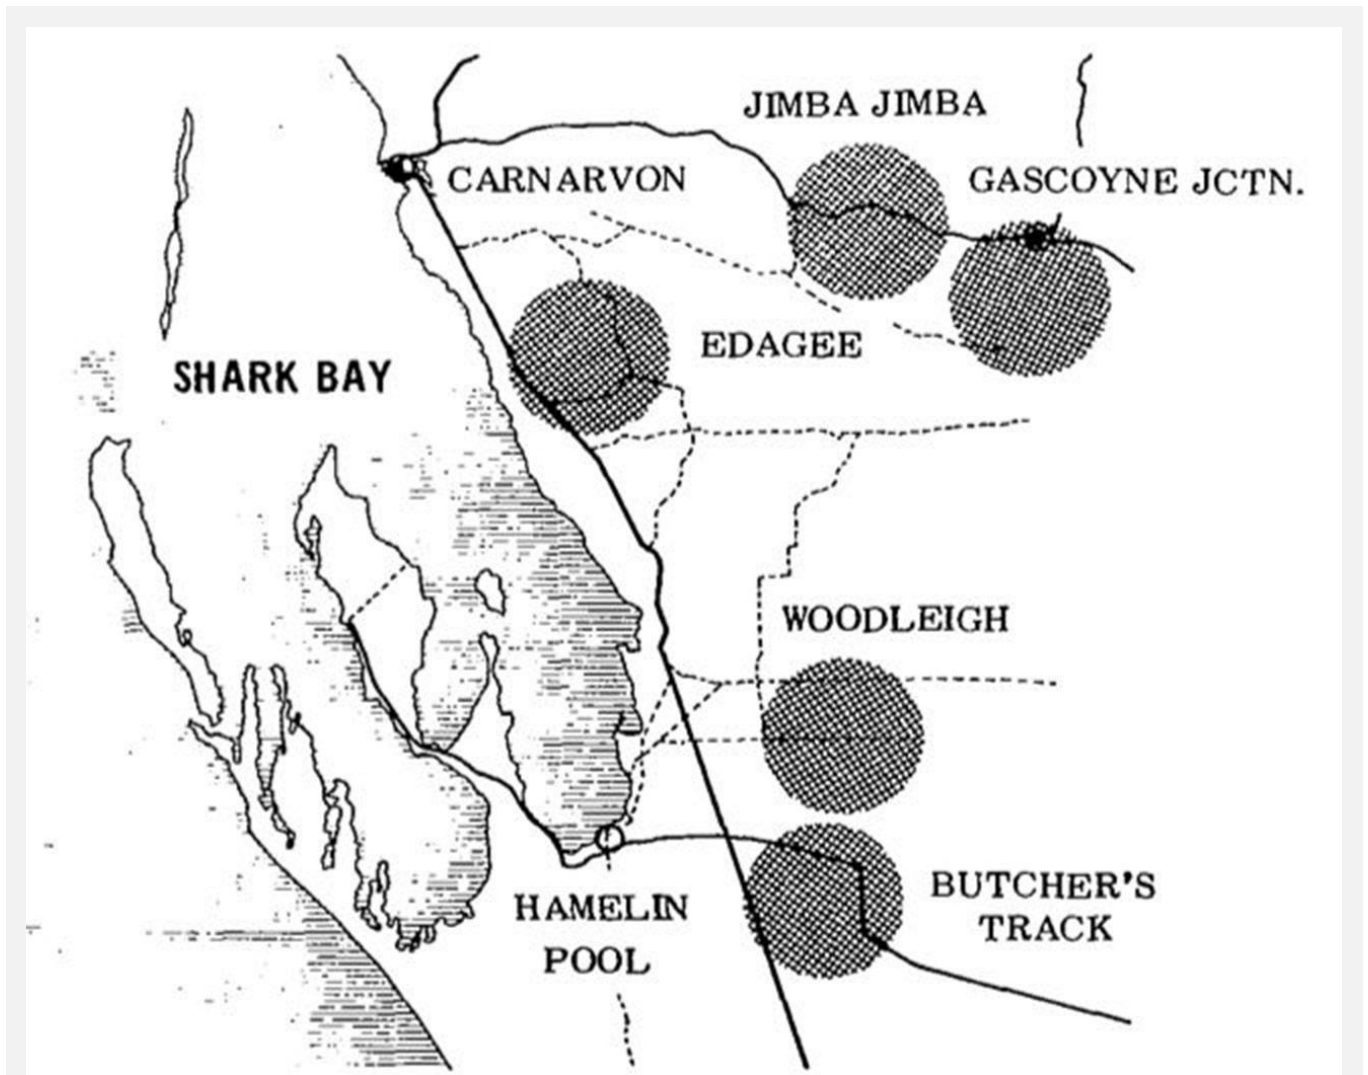 JIMBA JIMBA
CARNARVON
GASCOYNE JCTN.
EDAGEE
SHARK BAY
WOODLEIGH
HAMELIN
POOL
BUTCHER'S
TRACK